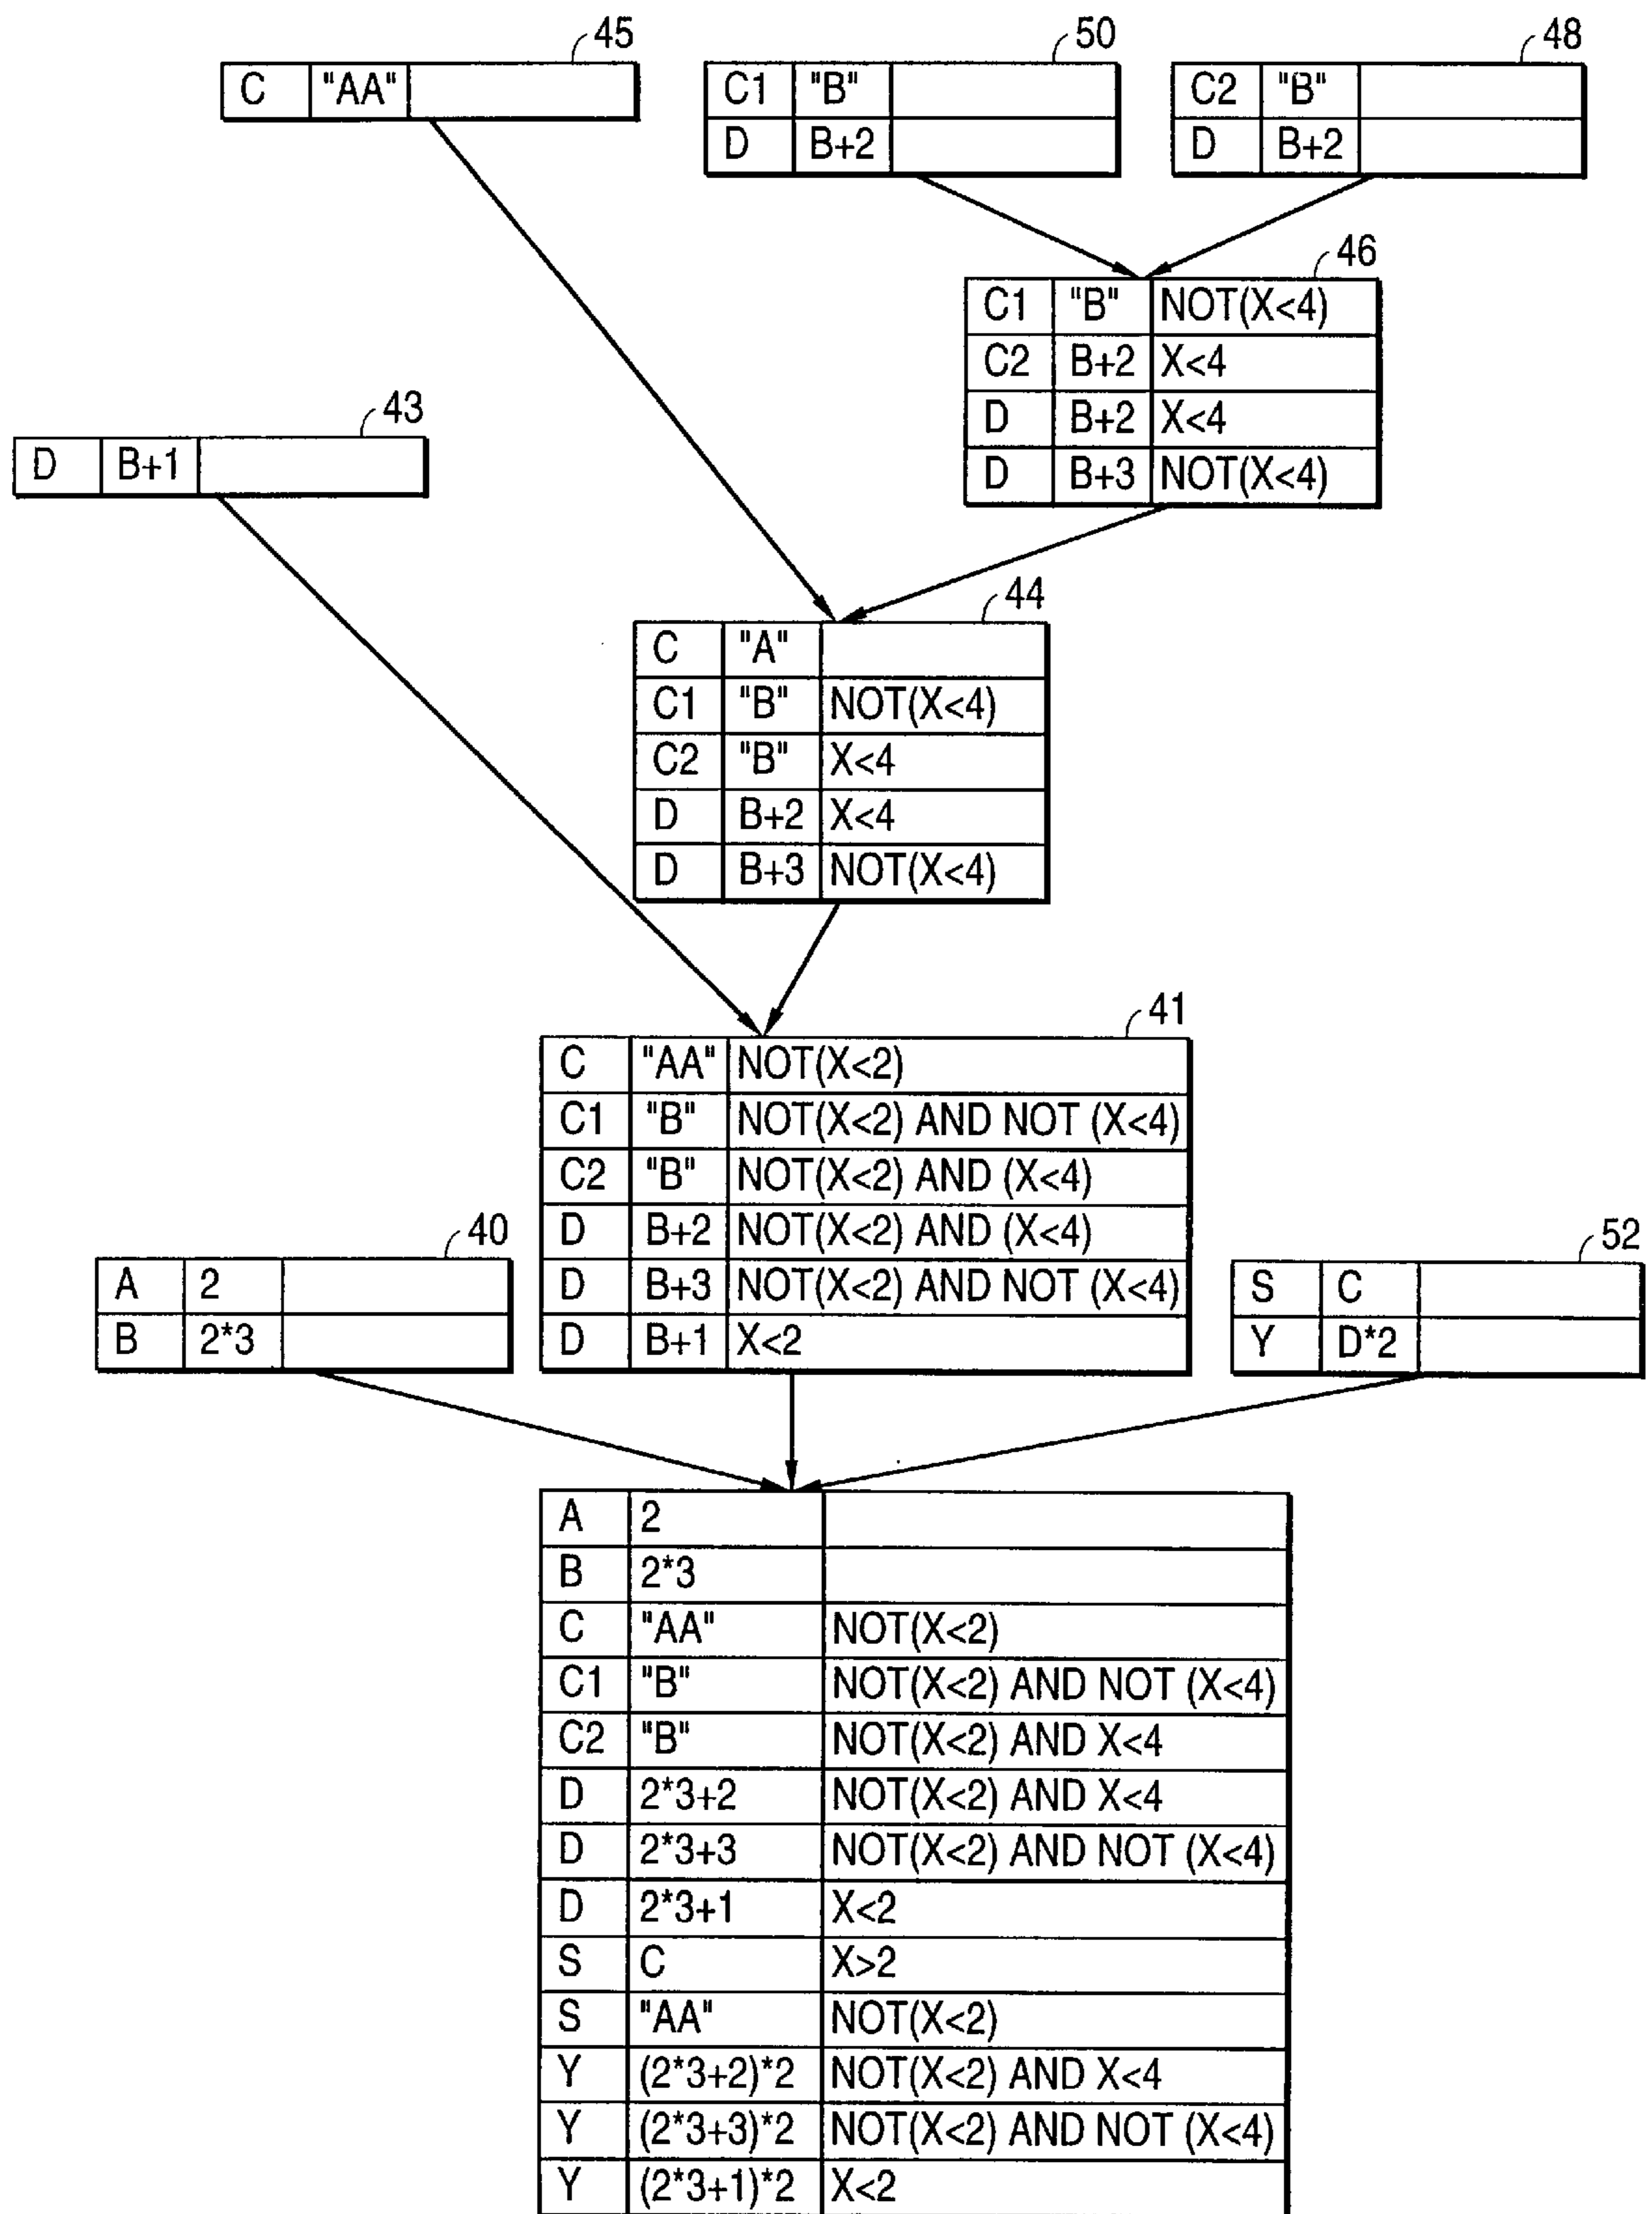 45
C "AA"
50
C1 "B"
D B+2
48
C2 "B"
D B+2
46
C1 "B" NOT(X<4)
C2 B+2 X<4
D B+2 X<4
D B+3 NOT(X<4)
43
D B+1
44
C "A"
C1 "B" NOT(X<4)
C2 "B" X<4
D B+2 X<4
D B+3 NOT(X<4)
41
C "AA" NOT(X<2)
C1 "B" NOT(X<2) AND NOT (X<4)
C2 "B" NOT(X<2) AND (X<4)
D B+2 NOT(X<2) AND (X<4)
D B+3 NOT(X<2) AND NOT (X<4)
D B+1 X<2
40
A 2
B 2*3
52
S C
Y D*2
A 2
B 2*3
C "AA" NOT(X<2)
C1 "B" NOT(X<2) AND NOT (X<4)
C2 "B" NOT(X<2) AND X<4
D 2*3+2 NOT(X<2) AND X<4
D 2*3+3 NOT(X<2) AND NOT (X<4)
D 2*3+1 X<2
S C X>2
S "AA" NOT(X<2)
Y (2*3+2)*2 NOT(X<2) AND X<4
Y (2*3+3)*2 NOT(X<2) AND NOT (X<4)
Y (2*3+1)*2 X<2